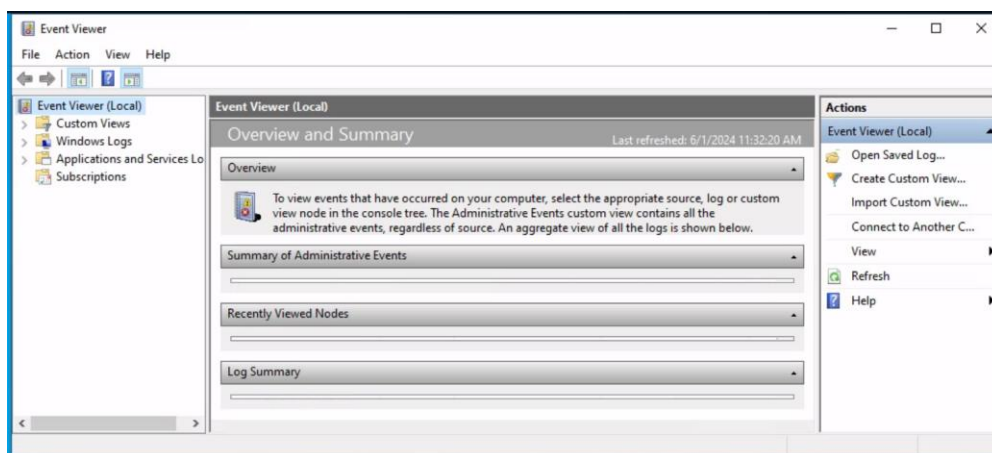 Event Viewer
File Action View Help
Event Viewer (Local)
Custom Views
Windows Logs
Applications and Services Lo
Subscriptions
Event Viewer (Local)
Overview and Summary
Last refreshed: 6/1/2024 11:32:20 AM
Overview
To view events that have occurred on your computer, select the appropriate source, log or custom
view node in the console tree. The Administrative Events custom view contains all the
administrative events, regardless of source. An aggregate view of all the logs is shown below.
Summary of Administrative Events
Recently Viewed Nodes
Log Summary
Actions
Event Viewer (Local)
Open Saved Log...
Create Custom View...
Import Custom View...
Connect to Another C...
View
Refresh
Help